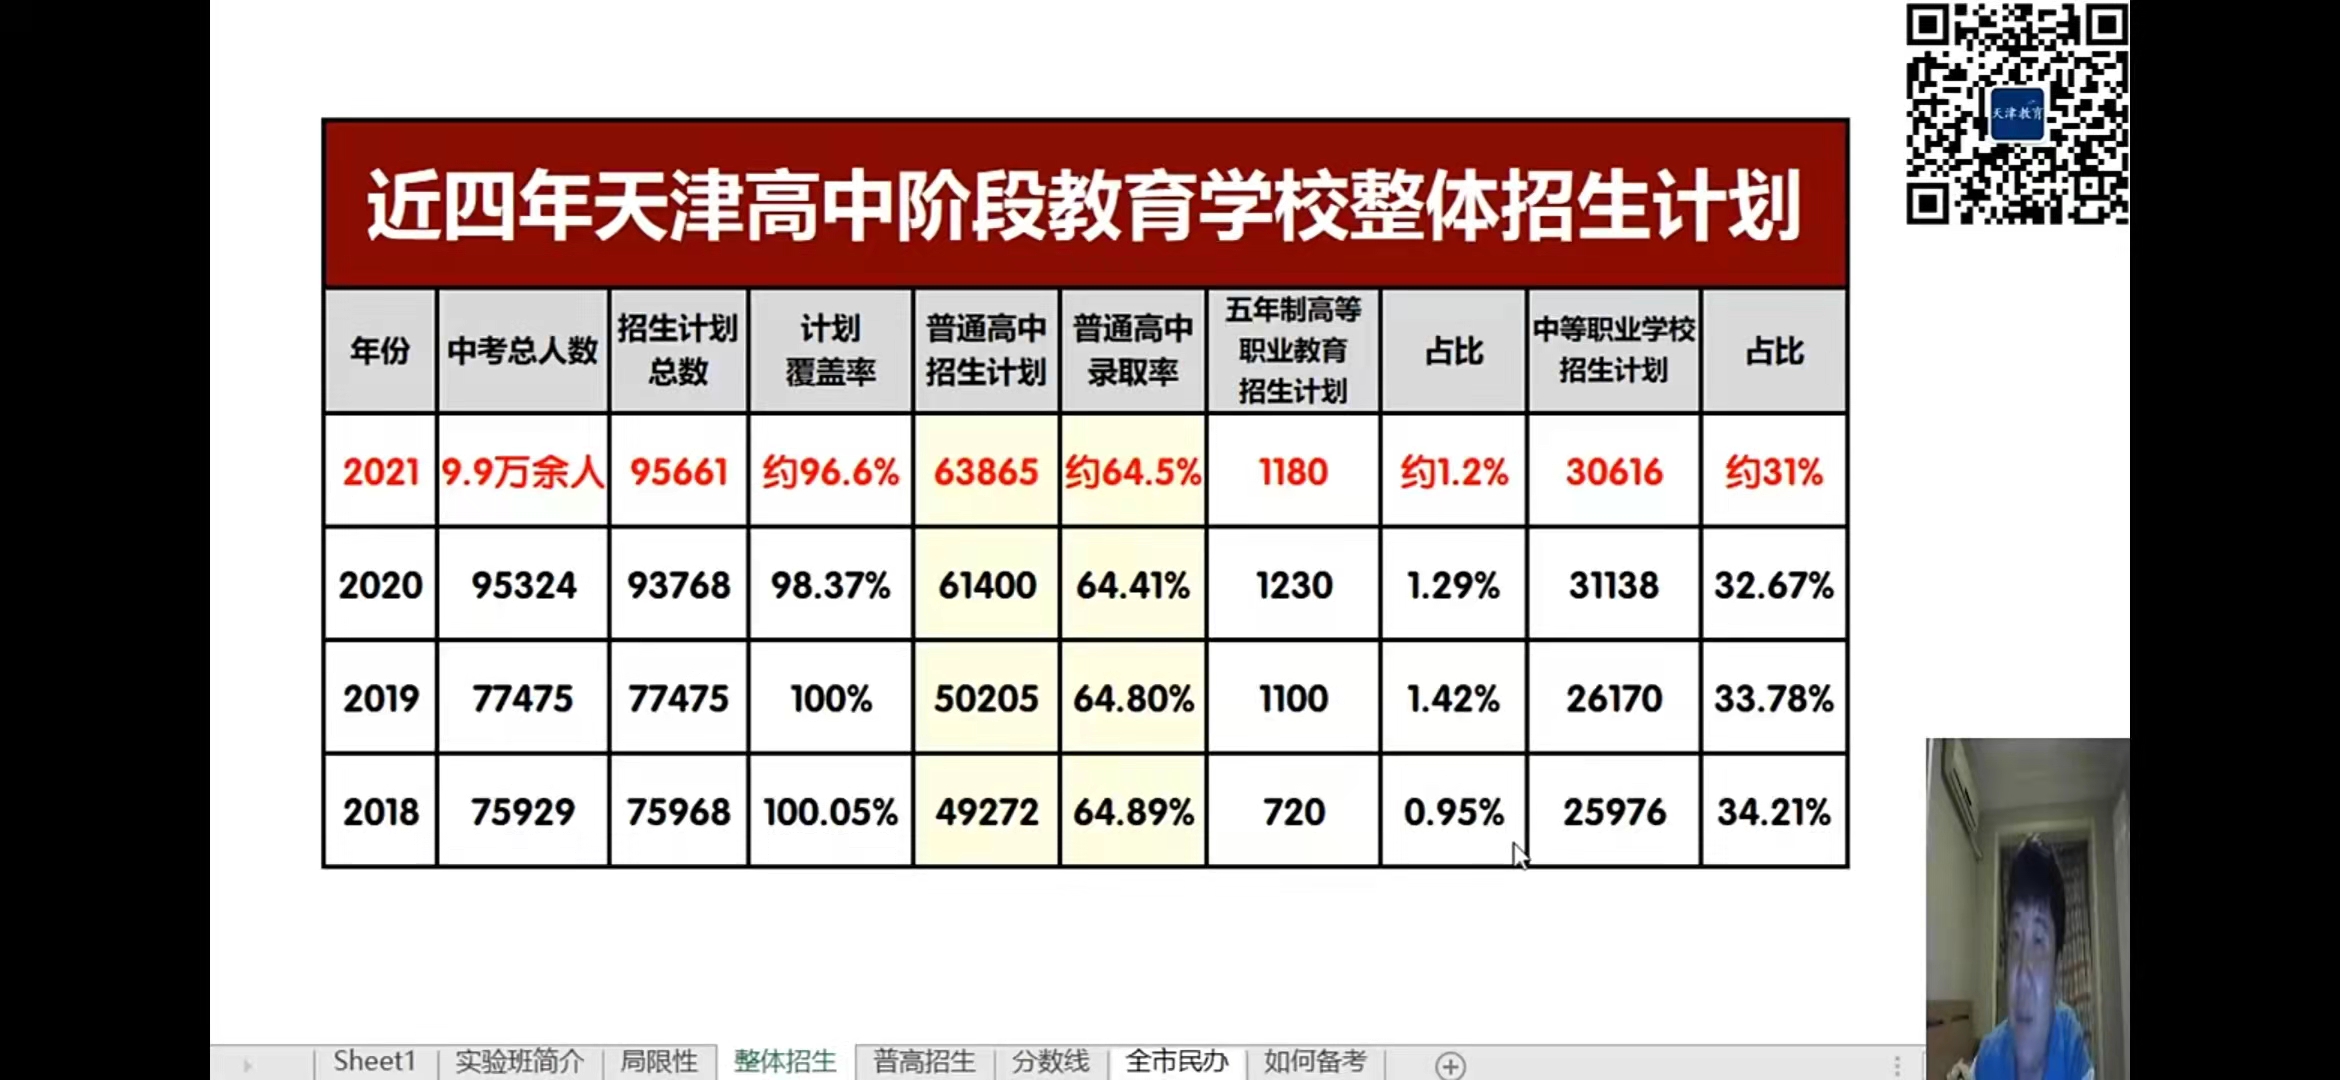 天津教育
近四年天津高中阶段教育学校整体招生计划
年份 中考总人数 招生计划总数 计划覆盖率 普通高中招生计划 普通高中录取率 五年制高等职业教育招生计划 占比 中等职业学校招生计划 占比
2021 9.9万余人 95661 约96.6% 63865 约64.5% 1180 约1.2% 30616 约31%
2020 95324 93768 98.37% 61400 64.41% 1230 1.29% 31138 32.67%
2019 77475 77475 100% 50205 64.80% 1100 1.42% 26170 33.78%
2018 75929 75968 100.05% 49272 64.89% 720 0.95% 25976 34.21%
Sheet1 实验班简介 局限性 整体招生 普高招生 分数线 全市民办 如何备考